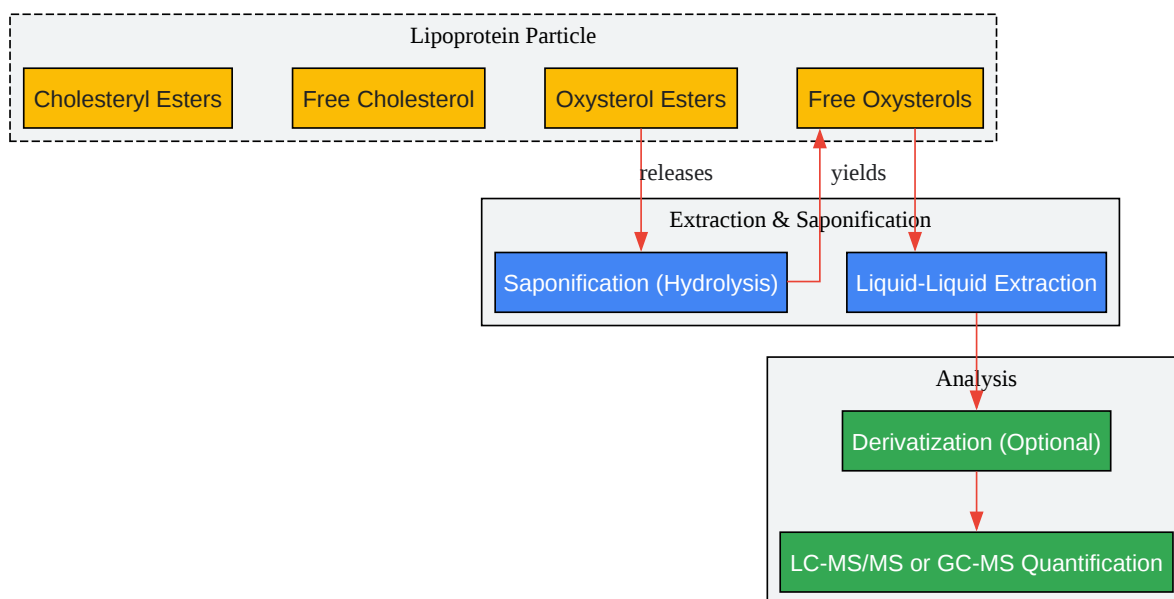 Lipoprotein Particle
Cholesteryl Esters
Free Cholesterol
Oxysterol Esters
Free Oxysterols
releases
yields
Extraction & Saponification
Saponification (Hydrolysis)
Liquid-Liquid Extraction
Analysis
Derivatization (Optional)
LC-MS/MS or GC-MS Quantification